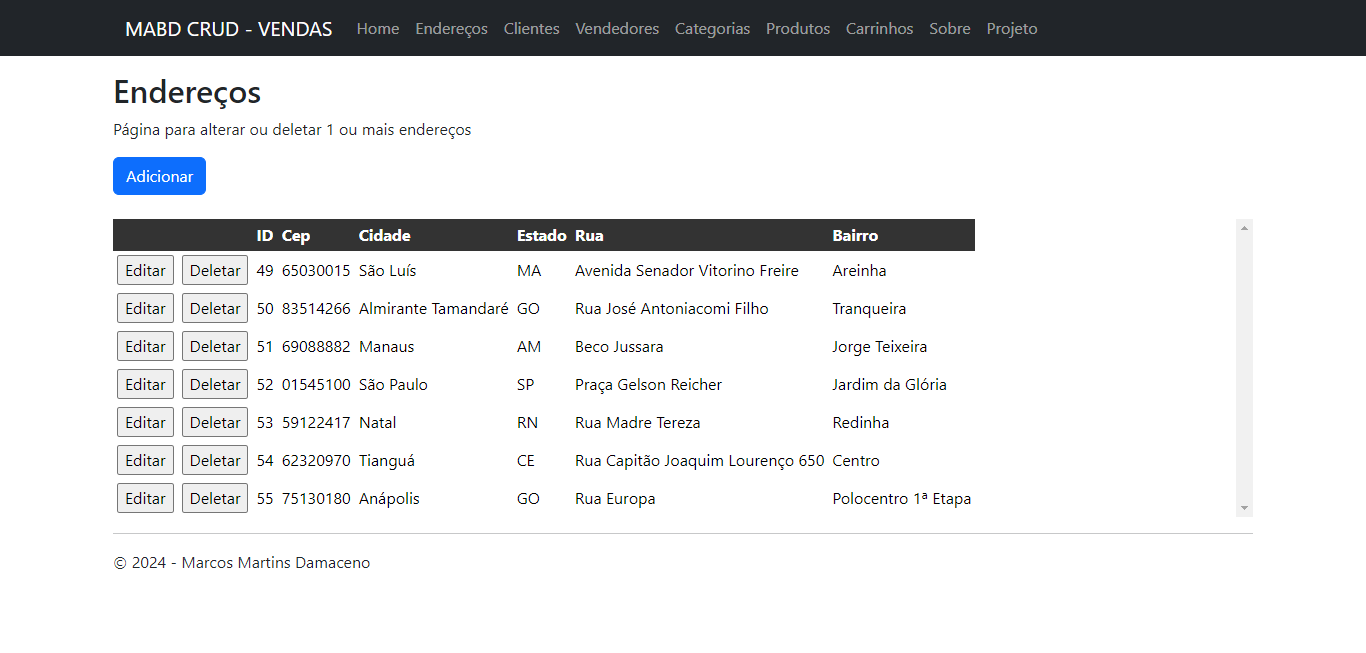 MABD CRUD - VENDAS Home Endereços Clientes Vendedores Categorias Produtos Carrinhos Sobre Projeto
Endereços
Página para alterar ou deletar 1 ou mais endereços
Adicionar
ID Cep Cidade Estado Rua Bairro
Editar Deletar 49 65030015 São Luís MA Avenida Senador Vitorino Freire Areinha
Editar Deletar 50 83514266 Almirante Tamandaré GO Rua José Antoniacomi Filho Tranqueira
Editar Deletar 51 69088882 Manaus AM Beco Jussara Jorge Teixeira
Editar Deletar 52 01545100 São Paulo SP Praça Gelson Reicher Jardim da Glória
Editar Deletar 53 59122417 Natal RN Rua Madre Tereza Redinha
Editar Deletar 54 62320970 Tianguá CE Rua Capitão Joaquim Lourenço 650 Centro
Editar Deletar 55 75130180 Anápolis GO Rua Europa Polocentro 1ª Etapa
© 2024 - Marcos Martins Damaceno